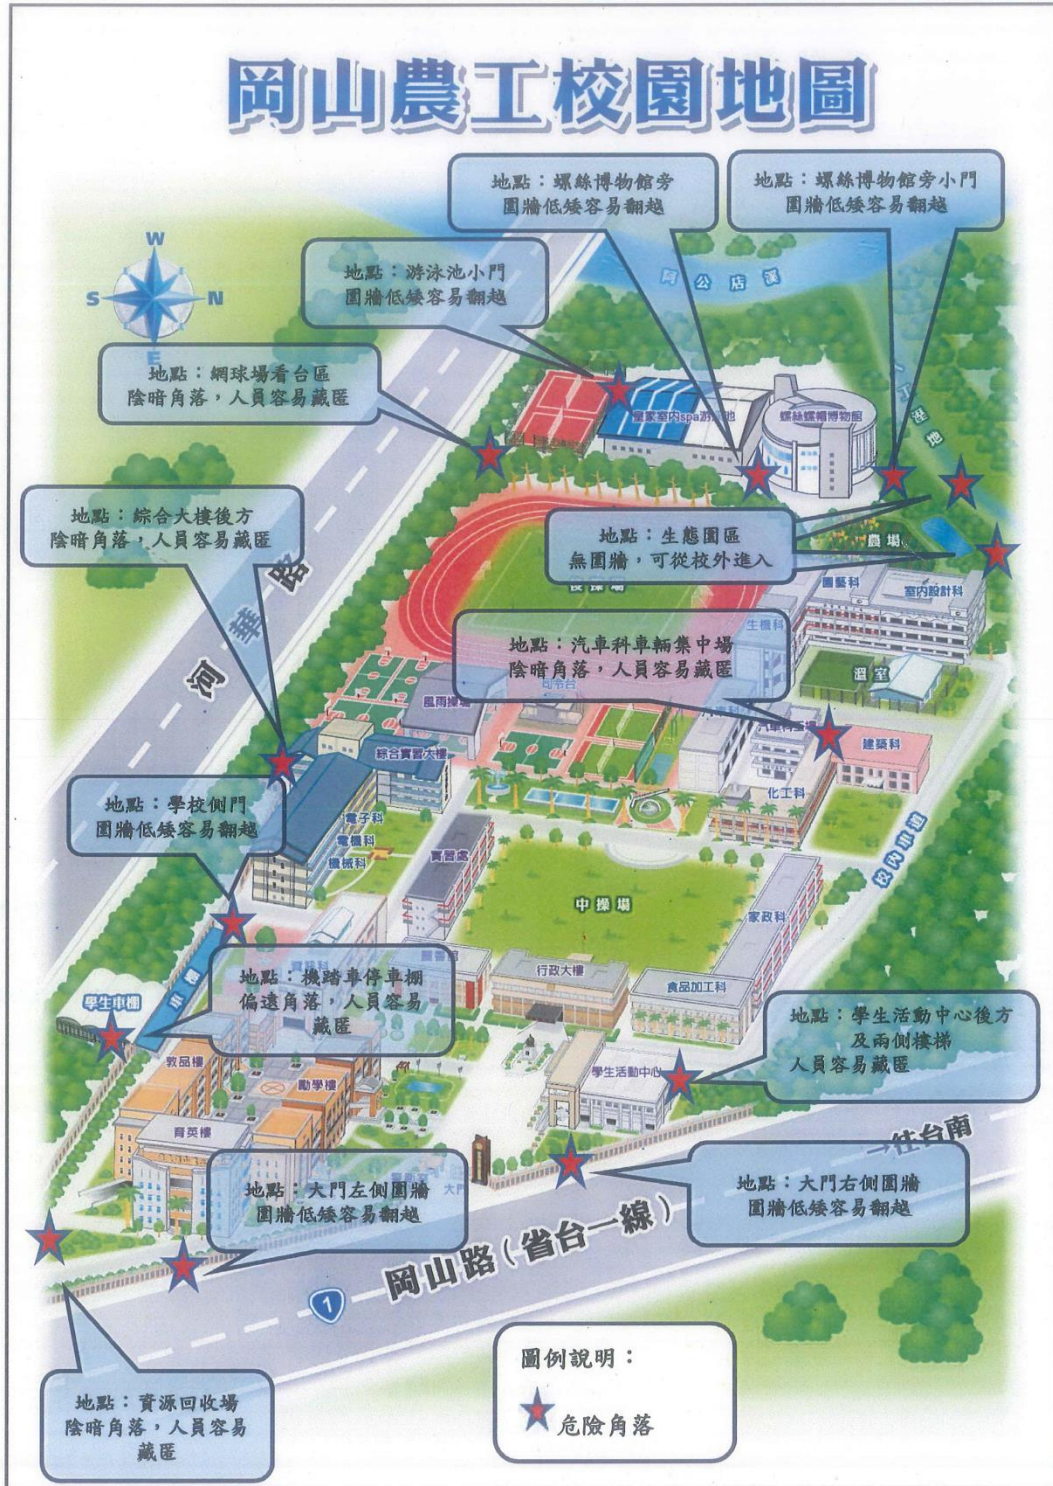 岡山農工校園地圖
地點：螺絲博物館旁
圍牆低矮容易翻越
地點：螺絲博物館旁小門
圍牆低矮容易翻越
W
S
N
E
地點：游泳池小門
圍牆低矮容易翻越
阿公店溪
地點：網球場看台區
陰暗角落，人員容易藏匿
皇家室內spa游泳池
螺絲螺帽博物館
人工溼地
地點：綜合大樓後方
陰暗角落，人員容易藏匿
地點：生態園區
無圍牆，可從校外進入
農場
園藝科
室內設計科
生機科
河華路
地點：汽車科車輛集中場
陰暗角落，人員容易藏匿
溫室
風雨操場
司令台
綜合實習大樓
建築科
化工科
地點：學校側門
圍牆低矮容易翻越
電子科
電機科
機械科
實習處
校內車道
中操場
家政科
圖書館
行政大樓
食品加工科
車棚
學生車棚
地點：機踏車停車棚
偏遠角落，人員容易
藏匿
地點：學生活動中心後方
及兩側樓梯
人員容易藏匿
敦品樓
勵學樓
學生活動中心
育英樓
→往台南
地點：大門左側圍牆
圍牆低矮容易翻越
地點：大門右側圍牆
圍牆低矮容易翻越
岡山路(省台一線)
1
地點：資源回收場
陰暗角落，人員容易
藏匿
圖例說明：
危險角落